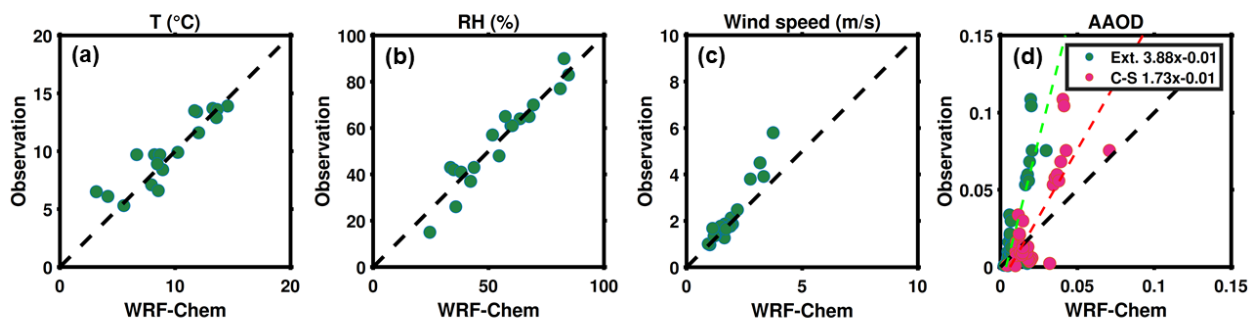 T (°C)
20
15
10
5
0
0
10
20
(a)
Observation
WRF-Chem
RH (%)
100
80
60
40
20
0
0
50
100
(b)
Observation
WRF-Chem
Wind speed (m/s)
10
8
6
4
2
0
0
5
10
(c)
Observation
WRF-Chem
AAOD
0.15
0.1
0.05
0
0
0.05
0.1
0.15
(d)
Ext. 3.88x-0.01
C-S 1.73x-0.01
Observation
WRF-Chem